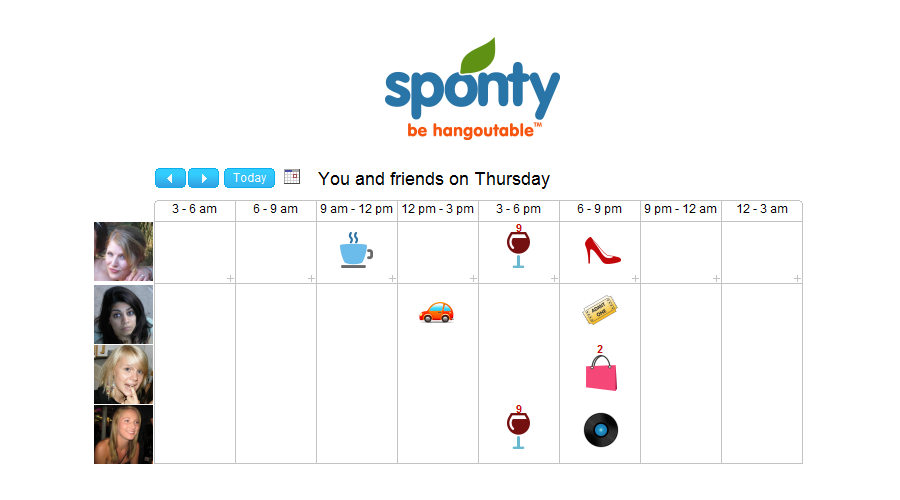 sponty
be hangoutable™
Today
You and friends on Thursday
3 - 6 am 6 - 9 am 9 am - 12 pm 12 pm - 3 pm 3 - 6 pm 6 - 9 pm 9 pm - 12 am 12 - 3 am
9
+ + + + + + + +
ADMIT
ONE
2
9